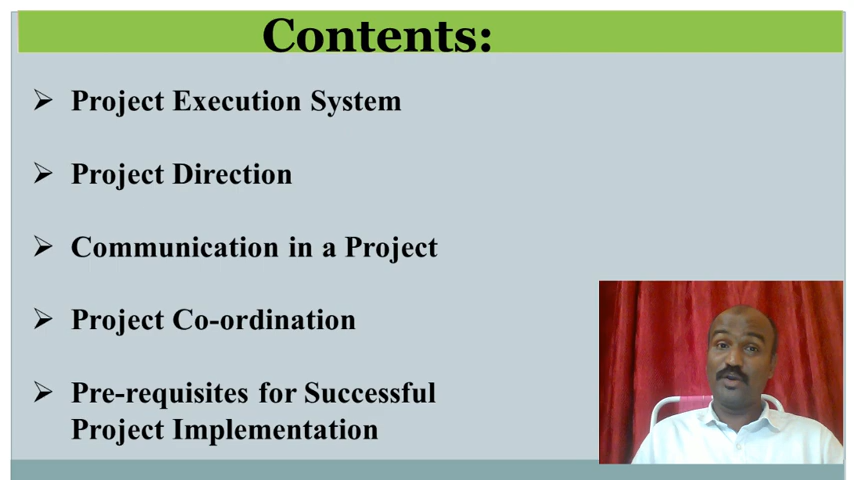 Contents:
Project Execution System
Project Direction
Communication in a Project
Project Co-ordination
Pre-requisites for Successful
Project Implementation